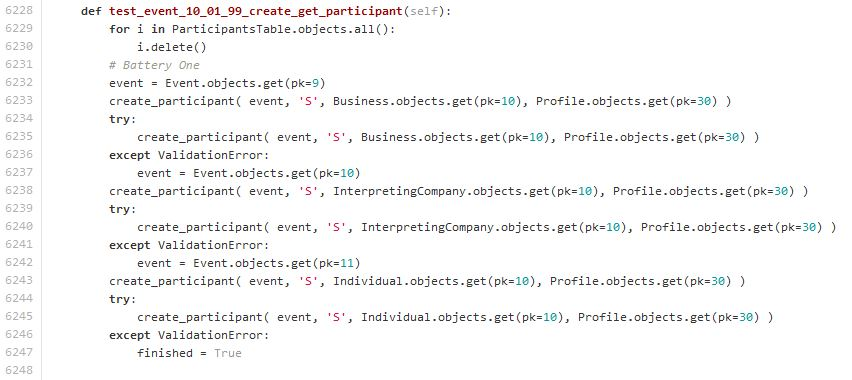 6228 def test_event_10_01_99_create_get_participant(self):
6229 for i in ParticipantsTable.objects.all():
6230 i.delete()
6231 # Battery One
6232 event = Event.objects.get(pk=9)
6233 create_participant( event, 'S', Business.objects.get(pk=10), Profile.objects.get(pk=30) )
6234 try:
6235 create_participant( event, 'S', Business.objects.get(pk=10), Profile.objects.get(pk=30) )
6236 except ValidationError:
6237 event = Event.objects.get(pk=10)
6238 create_participant( event, 'S', InterpretingCompany.objects.get(pk=10), Profile.objects.get(pk=30) )
6239 try:
6240 create_participant( event, 'S', InterpretingCompany.objects.get(pk=10), Profile.objects.get(pk=30) )
6241 except ValidationError:
6242 event = Event.objects.get(pk=11)
6243 create_participant( event, 'S', Individual.objects.get(pk=10), Profile.objects.get(pk=30) )
6244 try:
6245 create_participant( event, 'S', Individual.objects.get(pk=10), Profile.objects.get(pk=30) )
6246 except ValidationError:
6247 finished = True
6248